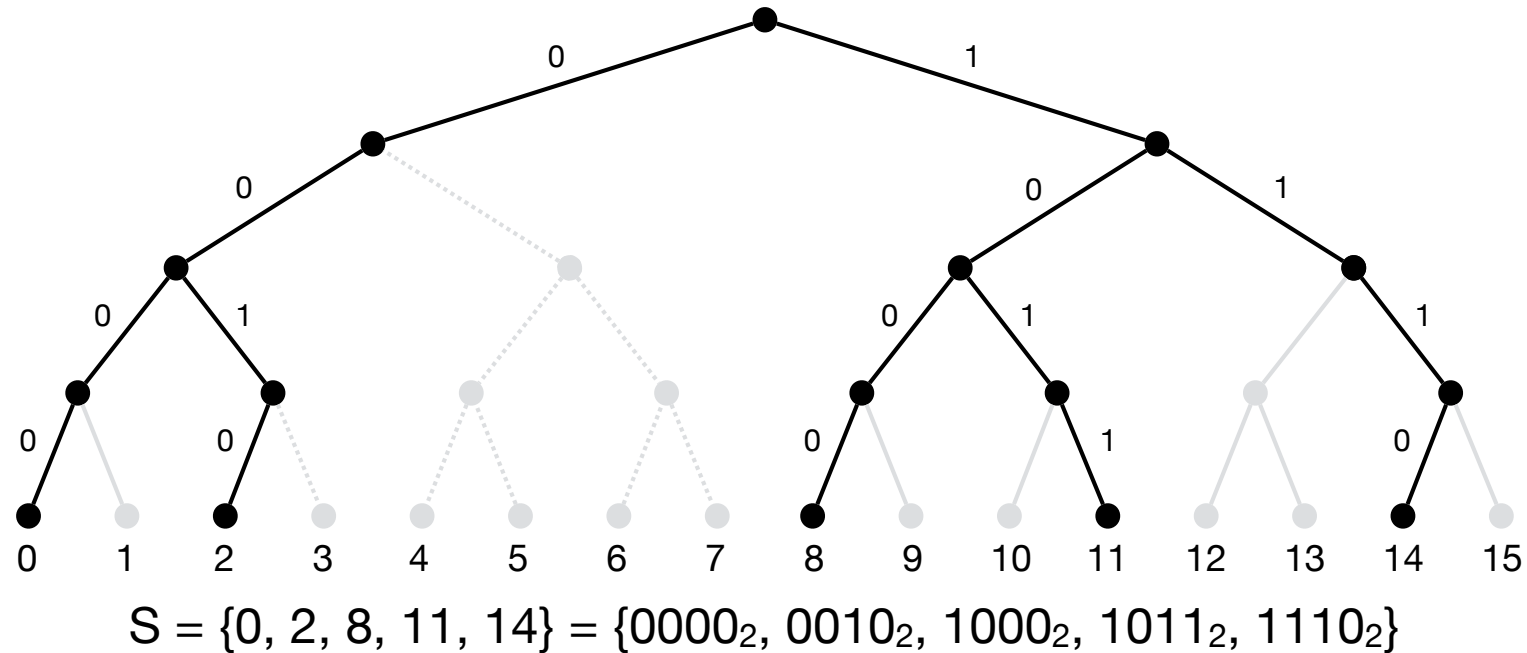 0 1
0 0 1
0 1 0 1 1
0 0 0 1 0
0 1 2 3 4 5 6 7 8 9 10 11 12 13 14 15
S = {0, 2, 8, 11, 14} = {0000₂, 0010₂, 1000₂, 1011₂, 1110₂}